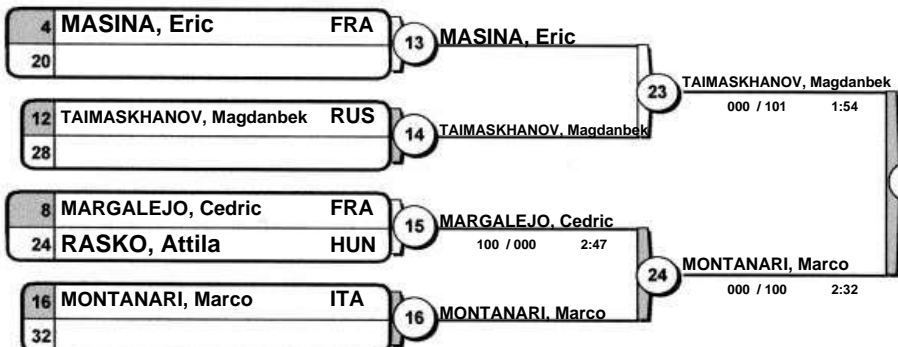 4 MASINA, Eric FRA
20
13 MASINA, Eric
12 TAIMASKHANOV, Magdanbek RUS
28
14 TAIMASKHANOV, Magdanbek
23 TAIMASKHANOV, Magdanbek
000 / 101 1:54
8 MARGALEJO, Cedric FRA
24 RASKO, Attila HUN
15 MARGALEJO, Cedric
100 / 000 2:47
16 MONTANARI, Marco ITA
32
16 MONTANARI, Marco
24 MONTANARI, Marco
000 / 100 2:32